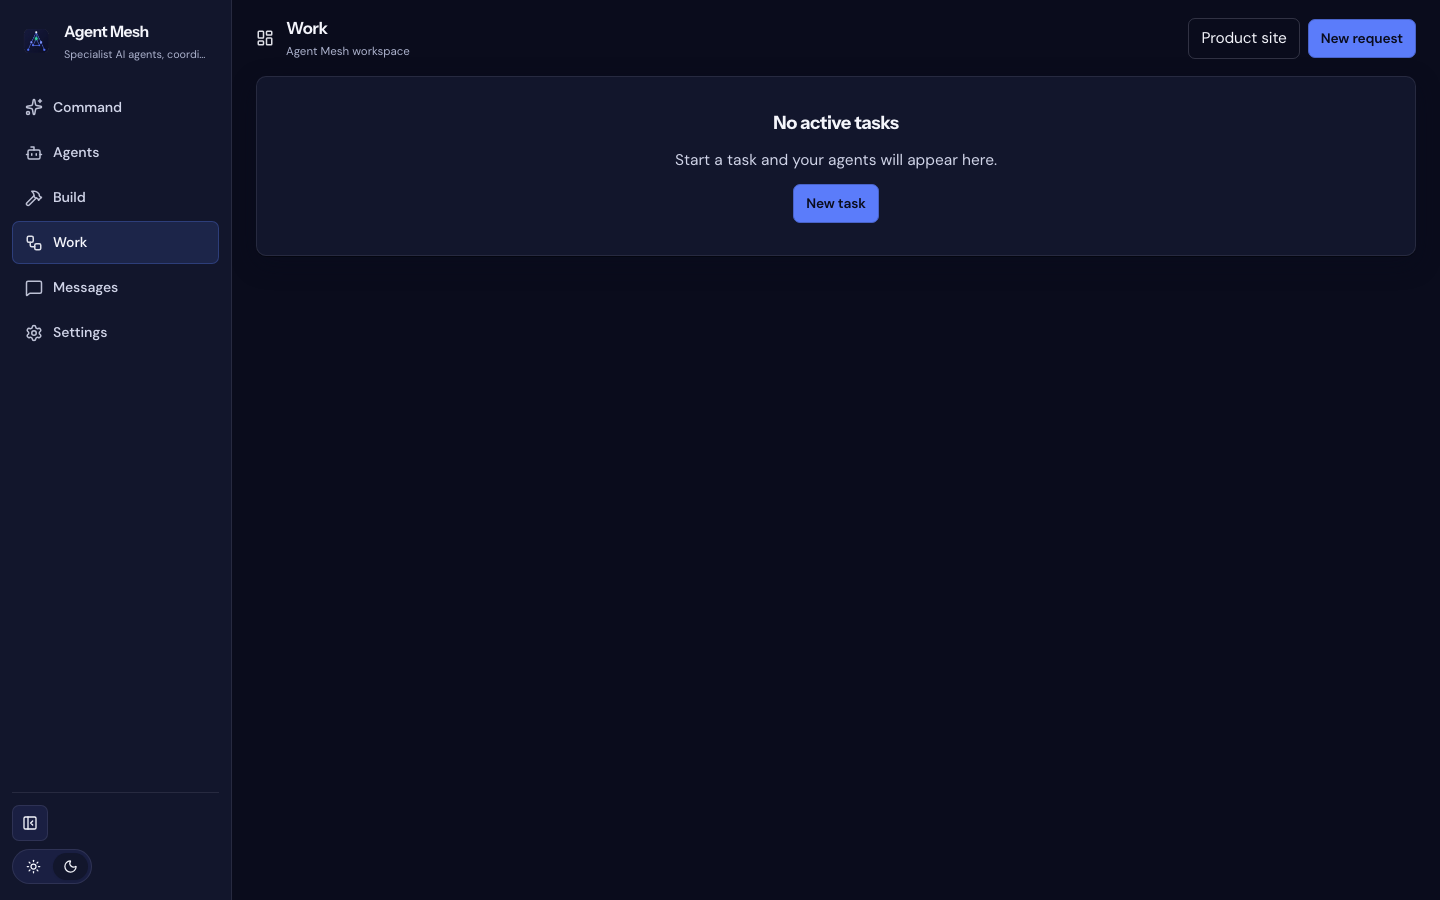 Agent Mesh
Specialist AI agents, coordi...
Command
Agents
Build
Work
Messages
Settings
Work
Agent Mesh workspace
Product site
New request
No active tasks
Start a task and your agents will appear here.
New task